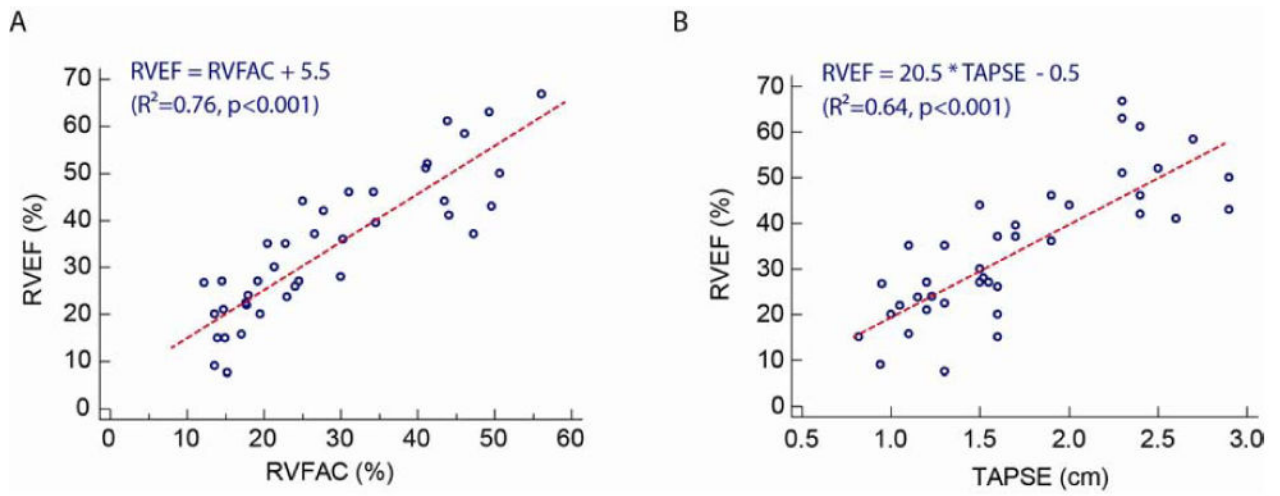 A
RVEF = RVFAC + 5.5
(R²=0.76, p<0.001)
70
60
50
40
30
20
10
0
RVEF (%)
0 10 20 30 40 50 60
RVFAC (%)
B
RVEF = 20.5 * TAPSE - 0.5
(R²=0.64, p<0.001)
70
60
50
40
30
20
10
0
RVEF (%)
0.5 1.0 1.5 2.0 2.5 3.0
TAPSE (cm)